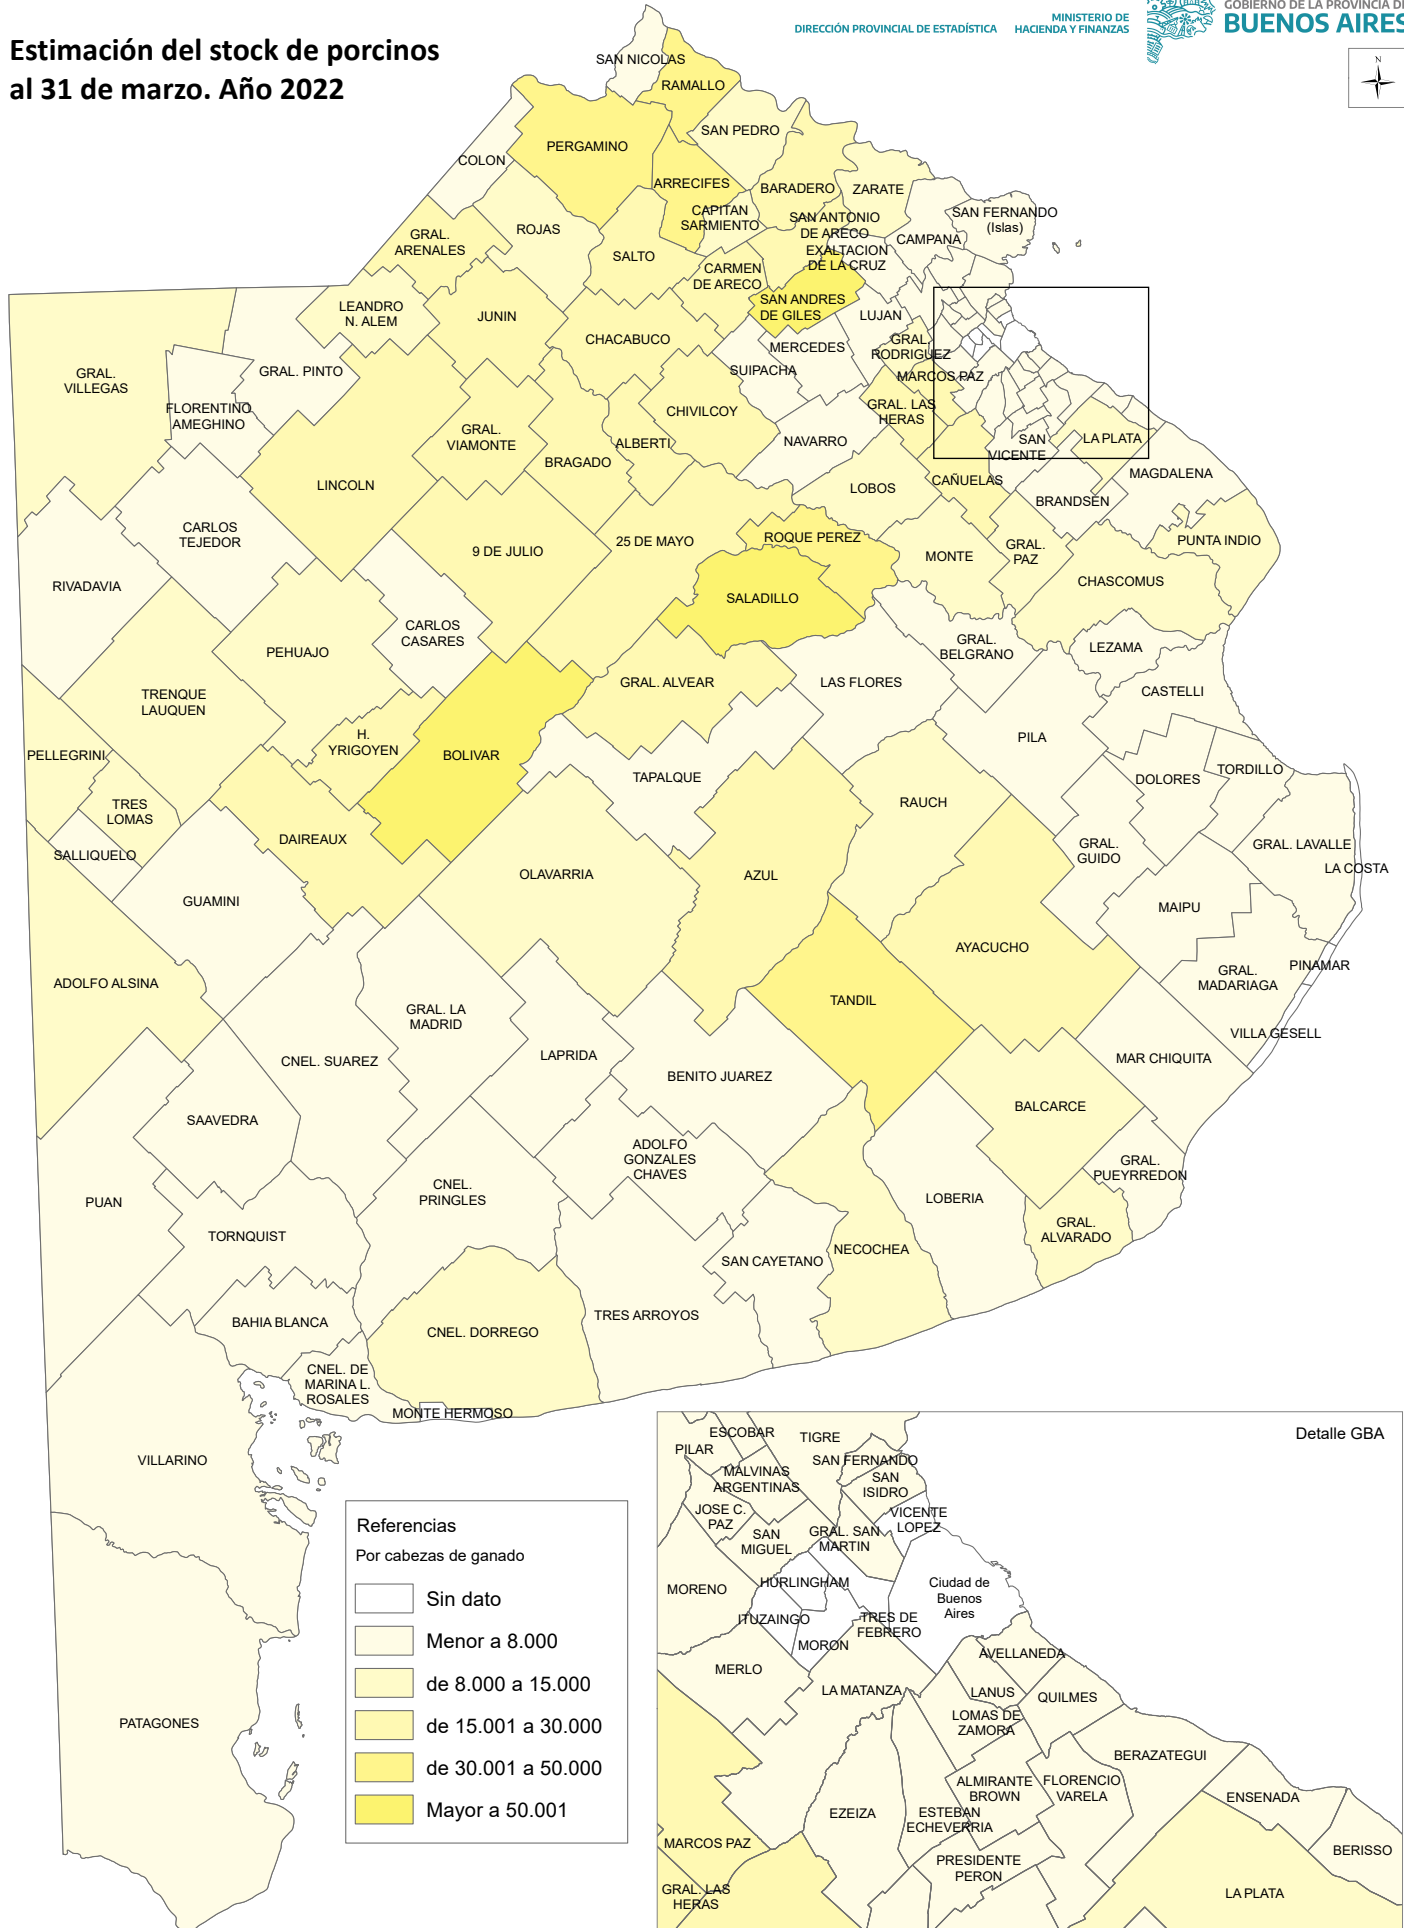 Estimación del stock de porcinos
al 31 de marzo. Año 2022
DIRECCIÓN PROVINCIAL DE ESTADÍSTICA
MINISTERIO DE
HACIENDA Y FINANZAS
GOBIERNO DE LA PROVINCIA DE
BUENOS AIRES
N
SAN NICOLAS
RAMALLO
SAN PEDRO
PERGAMINO
COLON
ARRECIFES
BARADERO
ZARATE
CAPITAN
SARMIENTO
SAN ANTONIO
DE ARECO
SAN FERNANDO
(Islas)
CAMPANA
EXALTACION
DE LA CRUZ
ROJAS
GRAL.
ARENALES
SALTO
CARMEN
DE ARECO
SAN ANDRES
DE GILES
LEANDRO
N. ALEM
JUNIN
CHACABUCO
LUJAN
MERCEDES
GRAL.
RODRIGUEZ
SUIPACHA
MARCOS PAZ
GRAL.
VILLEGAS
GRAL. PINTO
FLORENTINO
AMEGHINO
GRAL.
VIAMONTE
CHIVILCOY
GRAL. LAS
HERAS
ALBERTI
NAVARRO
SAN
VICENTE
LA PLATA
BRAGADO
LINCOLN
LOBOS
CAÑUELAS
MAGDALENA
BRANDSEN
CARLOS
TEJEDOR
9 DE JULIO
25 DE MAYO
ROQUE PEREZ
MONTE
GRAL.
PAZ
PUNTA INDIO
RIVADAVIA
CHASCOMUS
SALADILLO
CARLOS
CASARES
PEHUAJO
GRAL.
BELGRANO
LEZAMA
TRENQUE
LAUQUEN
GRAL. ALVEAR
LAS FLORES
CASTELLI
H.
YRIGOYEN
PELLEGRINI
BOLIVAR
PILA
TAPALQUE
DOLORES
TORDILLO
TRES
LOMAS
RAUCH
DAIREAUX
SALLIQUELO
GRAL.
GUIDO
GRAL. LAVALLE
LA COSTA
OLAVARRIA
AZUL
GUAMINI
MAIPU
AYACUCHO
ADOLFO ALSINA
GRAL.
MADARIAGA
PINAMAR
TANDIL
GRAL. LA
MADRID
VILLA GESELL
CNEL. SUAREZ
LAPRIDA
MAR CHIQUITA
BENITO JUAREZ
SAAVEDRA
BALCARCE
ADOLFO
GONZALES
CHAVES
GRAL.
PUEYRREDON
PUAN
CNEL.
PRINGLES
LOBERIA
TORNQUIST
GRAL.
ALVARADO
NECOCHEA
SAN CAYETANO
BAHIA BLANCA
TRES ARROYOS
CNEL. DORREGO
CNEL. DE
MARINA L.
ROSALES
MONTE HERMOSO
VILLARINO
PATAGONES
Referencias
Por cabezas de ganado
Sin dato
Menor a 8.000
de 8.000 a 15.000
de 15.001 a 30.000
de 30.001 a 50.000
Mayor a 50.001
Detalle GBA
ESCOBAR
TIGRE
PILAR
SAN FERNANDO
MALVINAS
ARGENTINAS
SAN
ISIDRO
JOSE C.
PAZ
VICENTE
LOPEZ
SAN
MIGUEL
GRAL. SAN
MARTIN
MORENO
HURLINGHAM
Ciudad de
Buenos
Aires
ITUZAINGO
TRES DE
FEBRERO
MORON
AVELLANEDA
MERLO
LA MATANZA
LANUS
QUILMES
LOMAS DE
ZAMORA
BERAZATEGUI
ALMIRANTE
BROWN
FLORENCIO
VARELA
ENSENADA
EZEIZA
ESTEBAN
ECHEVERRIA
MARCOS PAZ
BERISSO
PRESIDENTE
PERON
GRAL. LAS
HERAS
LA PLATA